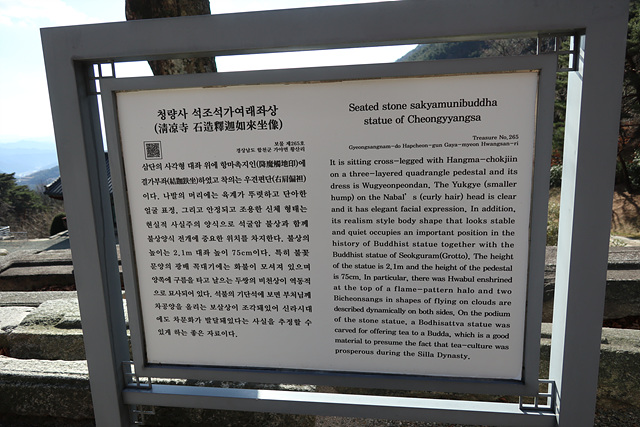 청량사 석조석가여래좌상
(淸凉寺 石造釋迦如來坐像)
보물 제265호
경상남도 합천군 가야면 황산리
삼단의 사각형 대좌 위에 항마촉지인(降魔觸地印)에
결가부좌(結跏趺坐)하였고 착의는 우견편단(右肩偏袒)
이다. 나발의 머리에는 육계가 뚜렷하고 단아한
얼굴 표정, 그리고 안정되고 조용한 신체 형태는
현실적 사실주의 양식으로 석굴암 불상과 함께
불상양식 전개에 중요한 위치를 차지한다. 불상의
높이는 2,1m 대좌 높이 75cm이다. 특히 불꽃
문양의 광배 꼭대기에는 화불이 모셔져 있으며
양쪽에 구름을 타고 날으는 두쌍의 비천상이 역동적
으로 묘사되어 있다. 석불의 기단석에 보면 부처님께
차공양을 올리는 보살상이 조각돼있어 신라시대
에도 차문화가 발달돼있다는 사실을 추정할 수
있게 하는 좋은 자료이다.
Seated stone sakyamunibuddha
statue of Cheongyyangsa
Treasure No,265
Gyeongsangnam-do Hapcheon-gun Gaya-myeon Hwangsan-ri
It is sitting cross-legged with Hangma-chokjiin
on a three-layered quadrangle pedestal and its
dress is Wugyeonpeondan, The Yukgye (smaller
hump) on the Nabal's (curly hair) head is clear
and it has elegant facial expression, In addition,
its realism style body shape that looks stable
and quiet occupies an important position in the
history of Buddhist statue together with the
Buddhist statue of Seokguram(Grotto), The height
of the statue is 2,1m and the height of the pedestal
is 75cm, In particular, there was Hwabul enshrined
at the top of a flame-pattern halo and two
Bicheonsangs in shapes of flying on clouds are
described dynamically on both sides, On the podium
of the stone statue, a Bodhisattva statue was
carved for offering tea to a Budda, which is a good
material to presume the fact that tea-culture was
prosperous during the Silla Dynasty,